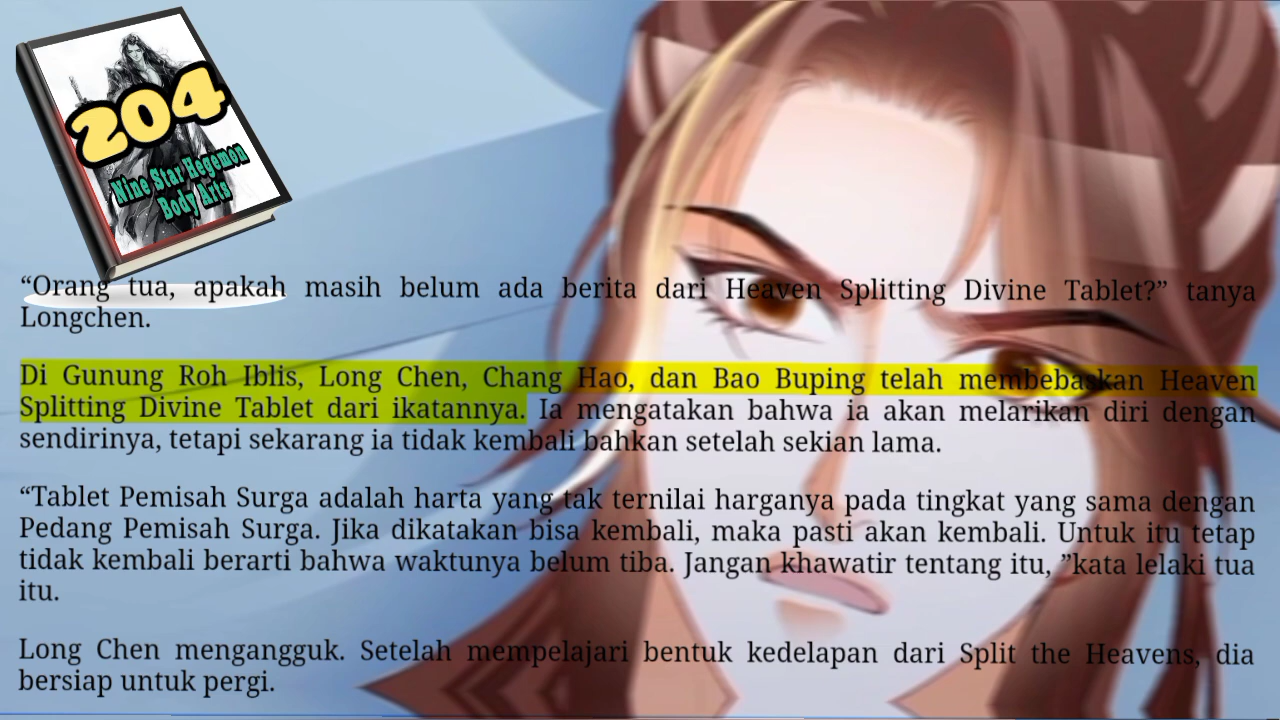 204
Nine Star Hegemon
Body Arts
“Orang tua, apakah masih belum ada berita dari Heaven Splitting Divine Tablet?” tanya
Longchen.
Di Gunung Roh Iblis, Long Chen, Chang Hao, dan Bao Buping telah membebaskan Heaven
Splitting Divine Tablet dari ikatannya. Ia mengatakan bahwa ia akan melarikan diri dengan
sendirinya, tetapi sekarang ia tidak kembali bahkan setelah sekian lama.
“Tablet Pemisah Surga adalah harta yang tak ternilai harganya pada tingkat yang sama dengan
Pedang Pemisah Surga. Jika dikatakan bisa kembali, maka pasti akan kembali. Untuk itu tetap
tidak kembali berarti bahwa waktunya belum tiba. Jangan khawatir tentang itu, ”kata lelaki tua
itu.
Long Chen mengangguk. Setelah mempelajari bentuk kedelapan dari Split the Heavens, dia
bersiap untuk pergi.